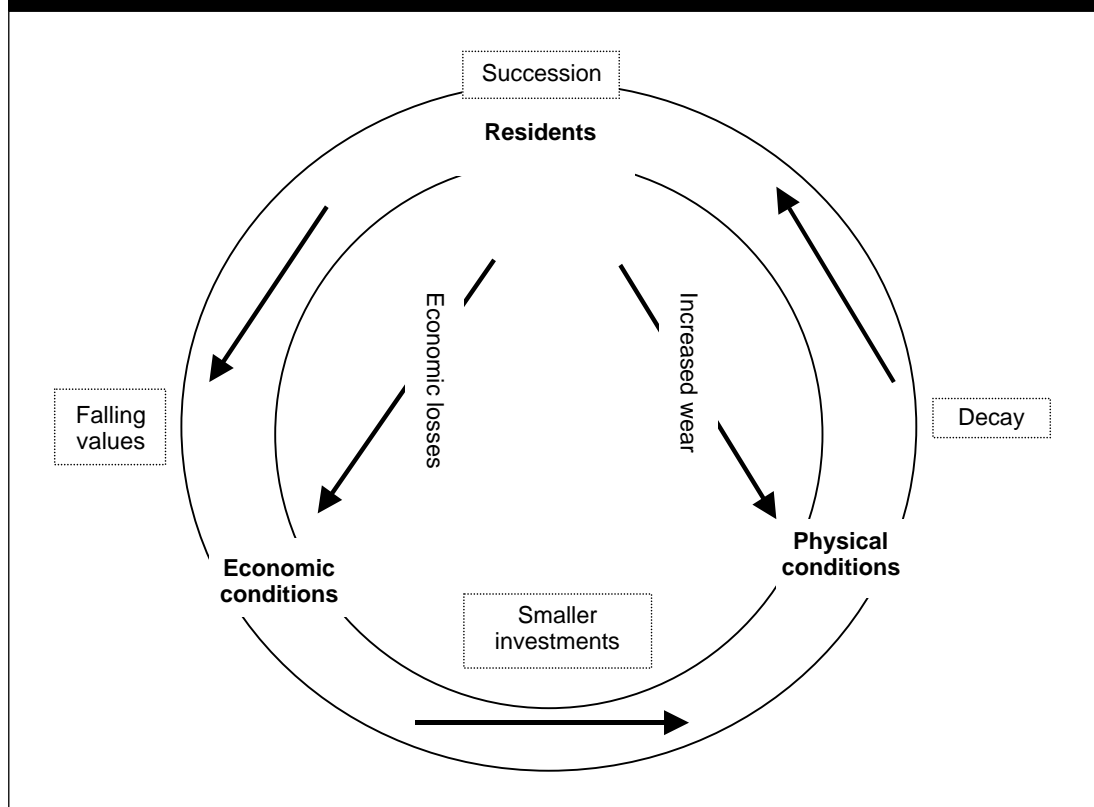 Succession
Residents
Economic losses
Increased wear
Falling
values
Decay
Physical
conditions
Economic
conditions
Smaller
investments